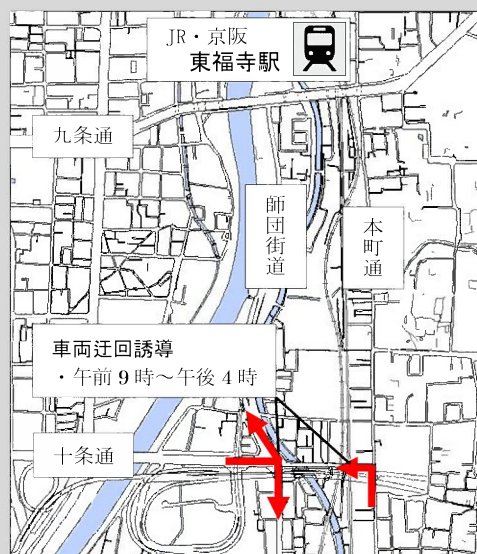 JR・京阪
東福寺駅
九条通
師団街道
本町通
車両迂回誘導
・午前９時～午後４時
十条通